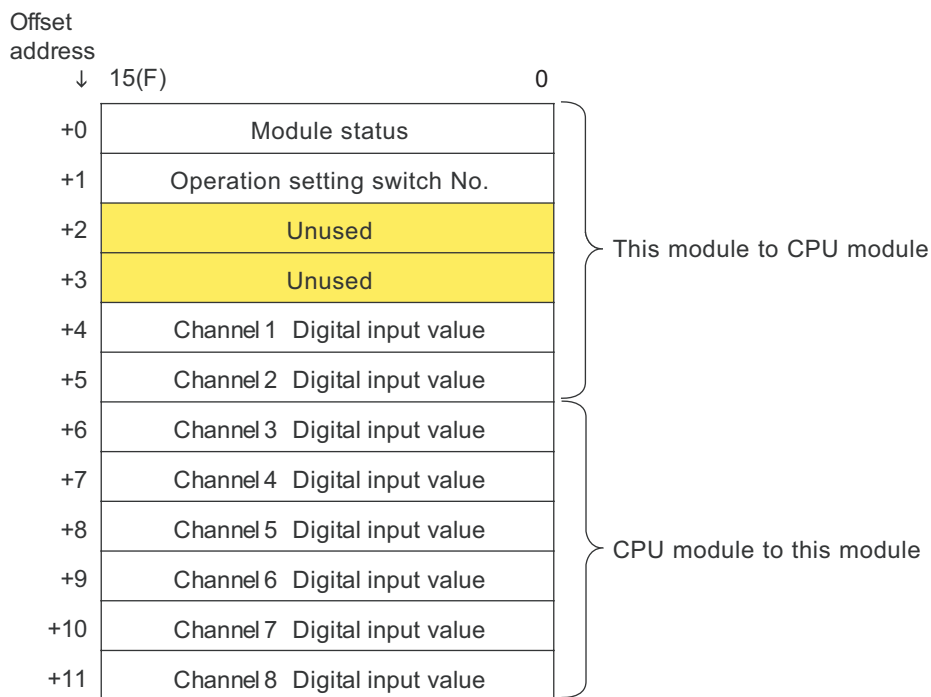 Offset
address
↓ 15(F) 0
+0 Module status
+1 Operation setting switch No.
+2 Unused
+3 Unused
This module to CPU module
+4 Channel 1 Digital input value
+5 Channel 2 Digital input value
+6 Channel 3 Digital input value
+7 Channel 4 Digital input value
+8 Channel 5 Digital input value
CPU module to this module
+9 Channel 6 Digital input value
+10 Channel 7 Digital input value
+11 Channel 8 Digital input value